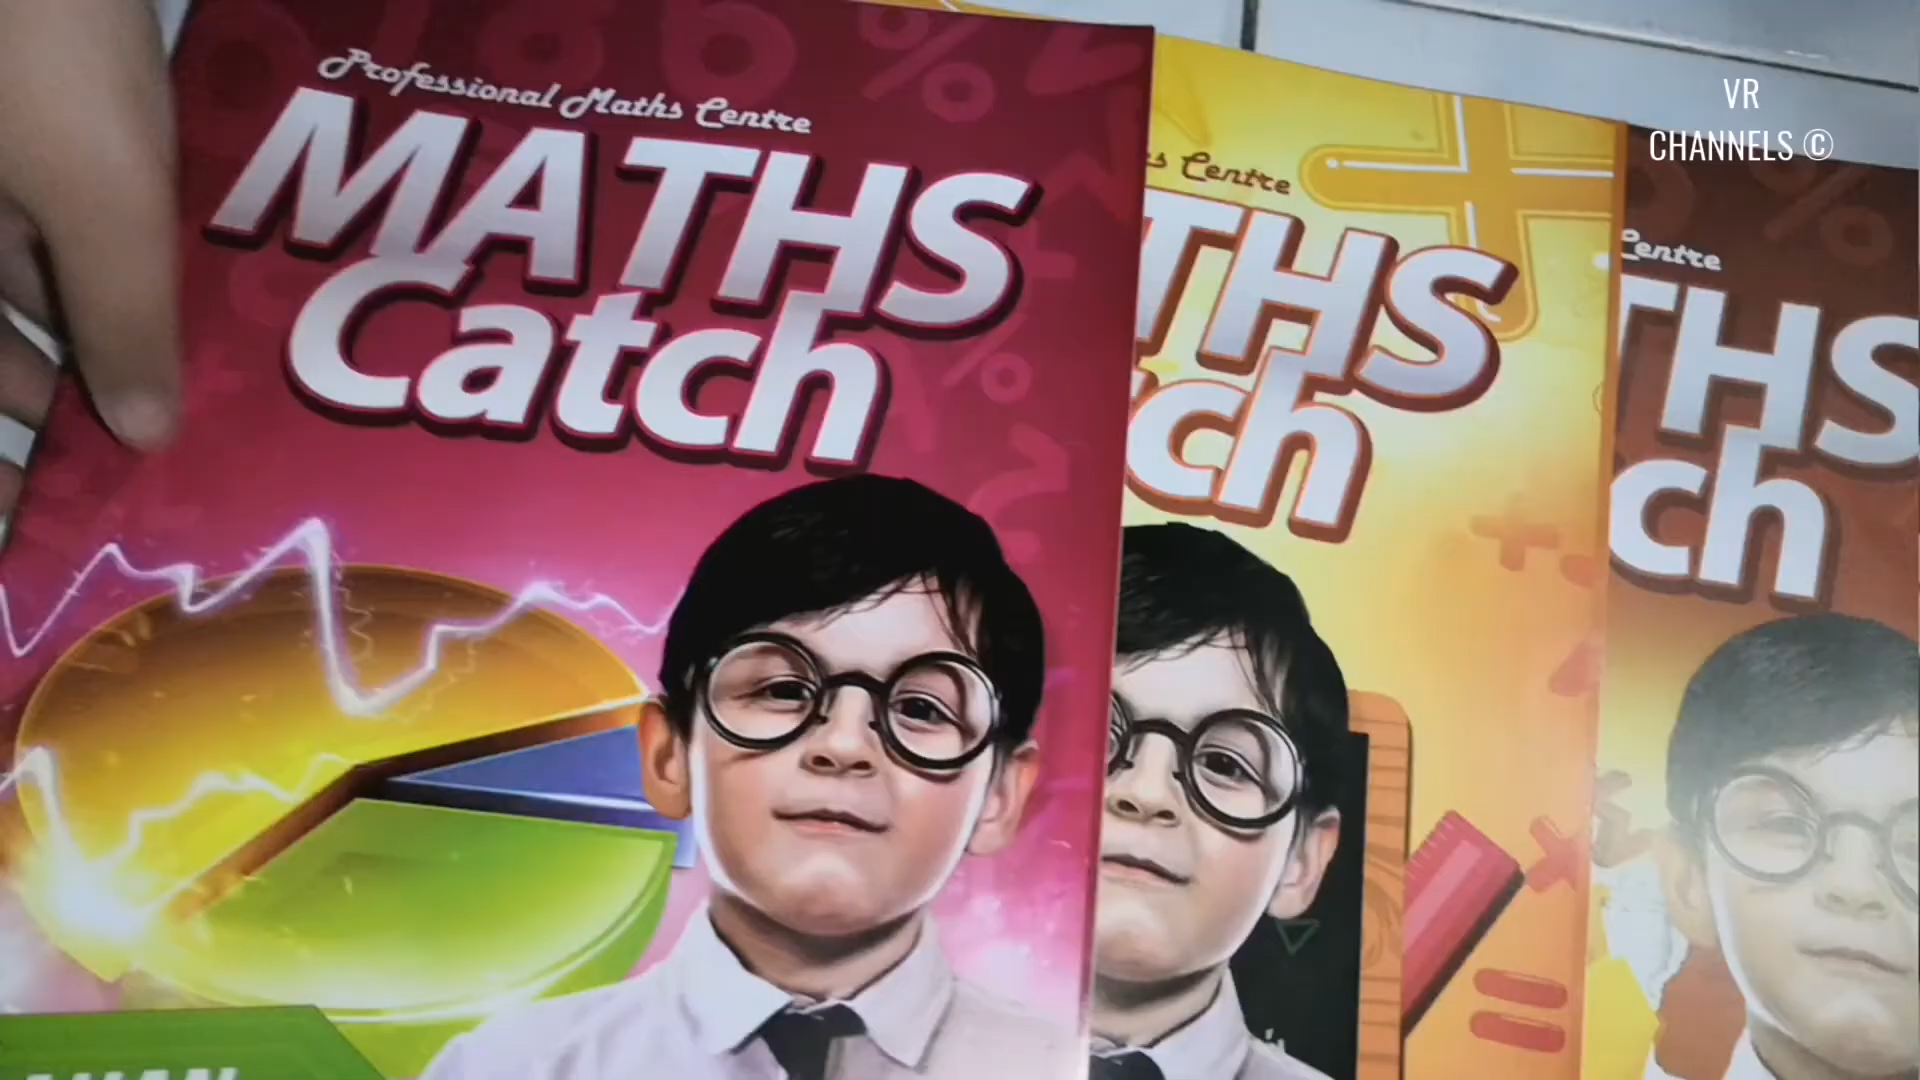 Professional Maths Centre
MATHS
Catch
s Centre
THS
ch
Centre
THS
ch
VR
CHANNELS ©